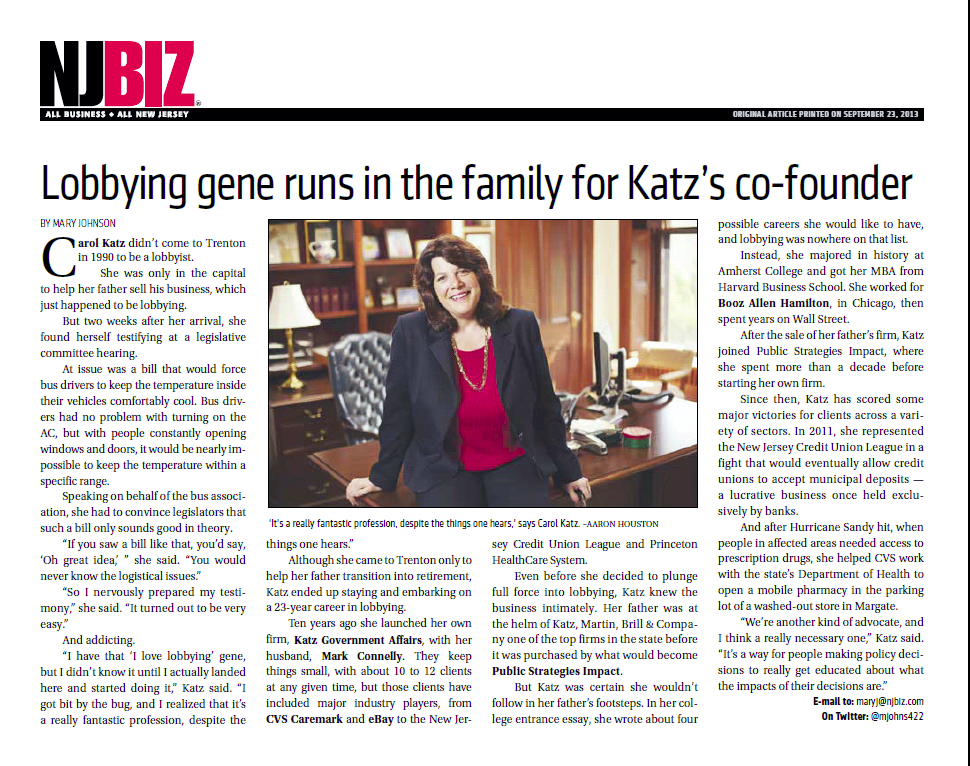 NJBIZ®
ALL BUSINESS ♦ ALL NEW JERSEY
ORIGINAL ARTICLE PRINTED ON SEPTEMBER 23, 2013
Lobbying gene runs in the family for Katz’s co-founder
BY MARY JOHNSON
Carol Katz didn’t come to Trenton
in 1990 to be a lobbyist.
She was only in the capital
to help her father sell his business, which
just happened to be lobbying.
But two weeks after her arrival, she
found herself testifying at a legislative
committee hearing.
At issue was a bill that would force
bus drivers to keep the temperature inside
their vehicles comfortably cool. Bus driv-
ers had no problem with turning on the
AC, but with people constantly opening
windows and doors, it would be nearly im-
possible to keep the temperature within a
specific range.
Speaking on behalf of the bus associ-
ation, she had to convince legislators that
such a bill only sounds good in theory.
“If you saw a bill like that, you’d say,
‘Oh great idea,’ ” she said. “You would
never know the logistical issues.”
“So I nervously prepared my testi-
mony,” she said. “It turned out to be very
easy.”
And addicting.
“I have that ‘I love lobbying’ gene,
but I didn’t know it until I actually landed
here and started doing it,” Katz said. “I
got bit by the bug, and I realized that it’s
a really fantastic profession, despite the
‘It’s a really fantastic profession, despite the things one hears,’ says Carol Katz. –AARON HOUSTON
things one hears.”
Although she came to Trenton only to
help her father transition into retirement,
Katz ended up staying and embarking on
a 23-year career in lobbying.
Ten years ago she launched her own
firm, Katz Government Affairs, with her
husband, Mark Connelly. They keep
things small, with about 10 to 12 clients
at any given time, but those clients have
included major industry players, from
CVS Caremark and eBay to the New Jer-
sey Credit Union League and Princeton
HealthCare System.
Even before she decided to plunge
full force into lobbying, Katz knew the
business intimately. Her father was at
the helm of Katz, Martin, Brill & Compa-
ny one of the top firms in the state before
it was purchased by what would become
Public Strategies Impact.
But Katz was certain she wouldn’t
follow in her father’s footsteps. In her col-
lege entrance essay, she wrote about four
possible careers she would like to have,
and lobbying was nowhere on that list.
Instead, she majored in history at
Amherst College and got her MBA from
Harvard Business School. She worked for
Booz Allen Hamilton, in Chicago, then
spent years on Wall Street.
After the sale of her father’s firm, Katz
joined Public Strategies Impact, where
she spent more than a decade before
starting her own firm.
Since then, Katz has scored some
major victories for clients across a vari-
ety of sectors. In 2011, she represented
the New Jersey Credit Union League in a
fight that would eventually allow credit
unions to accept municipal deposits —
a lucrative business once held exclu-
sively by banks.
And after Hurricane Sandy hit, when
people in affected areas needed access to
prescription drugs, she helped CVS work
with the state’s Department of Health to
open a mobile pharmacy in the parking
lot of a washed-out store in Margate.
“We’re another kind of advocate, and
I think a really necessary one,” Katz said.
“It’s a way for people making policy deci-
sions to really get educated about what
the impacts of their decisions are.”
E-mail to: maryj@njbiz.com
On Twitter: @mjohns422